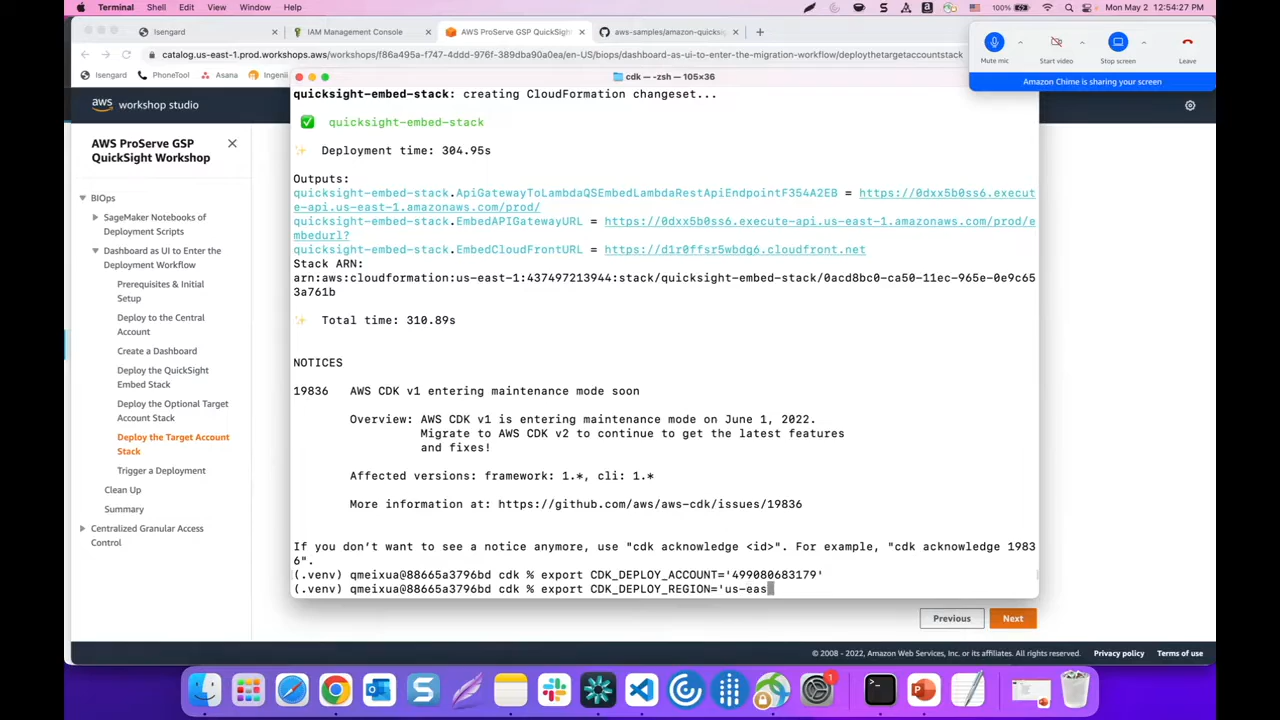 Terminal Shell Edit View Window Help
100% Mon May 2 12:54:27 PM
Isengard
IAM Management Console
AWS ProServe GSP QuickSight
aws-samples/amazon-quicksig
catalog.us-east-1.prod.workshops.aws/workshops/f86a495a-f747-4ddd-976f-389dba90a0ea/en-US/biops/dashboard-as-ui-to-enter-the-migration-workflow/deploythetargetaccountstack
Isengard PhoneTool Asana Ingenii
Mute mic Start video Stop screen Leave
Amazon Chime is sharing your screen
aws workshop studio
AWS ProServe GSP
QuickSight Workshop
BIOps
SageMaker Notebooks of
Deployment Scripts
Dashboard as UI to Enter the
Deployment Workflow
Prerequisites & Initial
Setup
Deploy to the Central
Account
Create a Dashboard
Deploy the QuickSight
Embed Stack
Deploy the Optional Target
Account Stack
Deploy the Target Account
Stack
Trigger a Deployment
Clean Up
Summary
Centralized Granular Access
Control
cdk — -zsh — 105×36
quicksight-embed-stack: creating CloudFormation changeset...
✅ quicksight-embed-stack
✨ Deployment time: 304.95s
Outputs:
quicksight-embed-stack.ApiGatewayToLambdaQSEmbedLambdaRestApiEndpointF354A2EB = https://0dxx5b0ss6.execut
e-api.us-east-1.amazonaws.com/prod/
quicksight-embed-stack.EmbedAPIGatewayURL = https://0dxx5b0ss6.execute-api.us-east-1.amazonaws.com/prod/e
mbedurl?
quicksight-embed-stack.EmbedCloudFrontURL = https://d1r0ffsr5wbdg6.cloudfront.net
Stack ARN:
arn:aws:cloudformation:us-east-1:437497213944:stack/quicksight-embed-stack/0acd8bc0-ca50-11ec-965e-0e9c65
3a761b
✨ Total time: 310.89s
NOTICES
19836 AWS CDK v1 entering maintenance mode soon
Overview: AWS CDK v1 is entering maintenance mode on June 1, 2022.
Migrate to AWS CDK v2 to continue to get the latest features
and fixes!
Affected versions: framework: 1.*, cli: 1.*
More information at: https://github.com/aws/aws-cdk/issues/19836
If you don’t want to see a notice anymore, use "cdk acknowledge <id>". For example, "cdk acknowledge 1983
6".
(.venv) qmeixua@88665a3796bd cdk % export CDK_DEPLOY_ACCOUNT='499080683179'
(.venv) qmeixua@88665a3796bd cdk % export CDK_DEPLOY_REGION='us-eas
Previous Next
© 2008 - 2022, Amazon Web Services, Inc. or its affiliates. All rights reserved. Privacy policy Terms of use
1